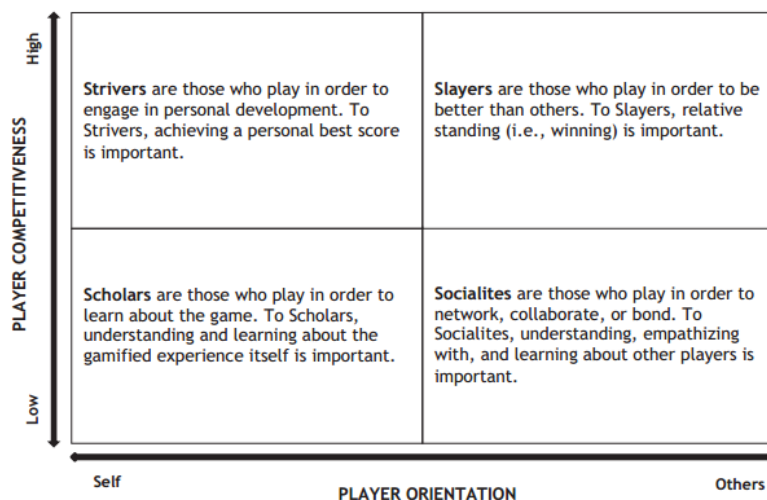 High
PLAYER COMPETITIVENESS
Low
Strivers are those who play in order to
engage in personal development. To
Strivers, achieving a personal best score
is important.
Slayers are those who play in order to be
better than others. To Slayers, relative
standing (i.e., winning) is important.
Scholars are those who play in order to
learn about the game. To Scholars,
understanding and learning about the
gamified experience itself is important.
Socialites are those who play in order to
network, collaborate, or bond. To
Socialites, understanding, empathizing
with, and learning about other players is
important.
Self
PLAYER ORIENTATION
Others